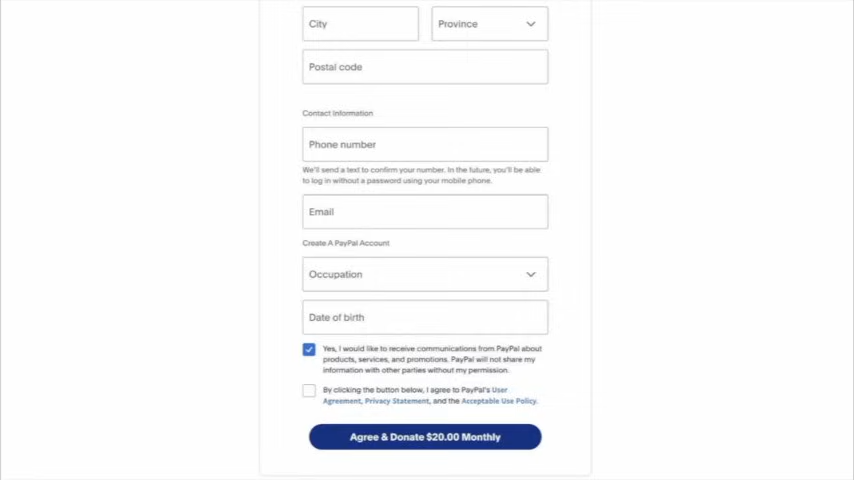 City
Province
Postal code
Contact Information
Phone number
We'll send a text to confirm your number. In the future, you'll be able
to log in without a password using your mobile phone.
Email
Create A PayPal Account
Occupation
Date of birth
Yes, I would like to receive communications from PayPal about
products, services, and promotions. PayPal will not share my
information with other parties without my permission.
By clicking the button below, I agree to PayPal's User
Agreement, Privacy Statement, and the Acceptable Use Policy.
Agree & Donate $20.00 Monthly